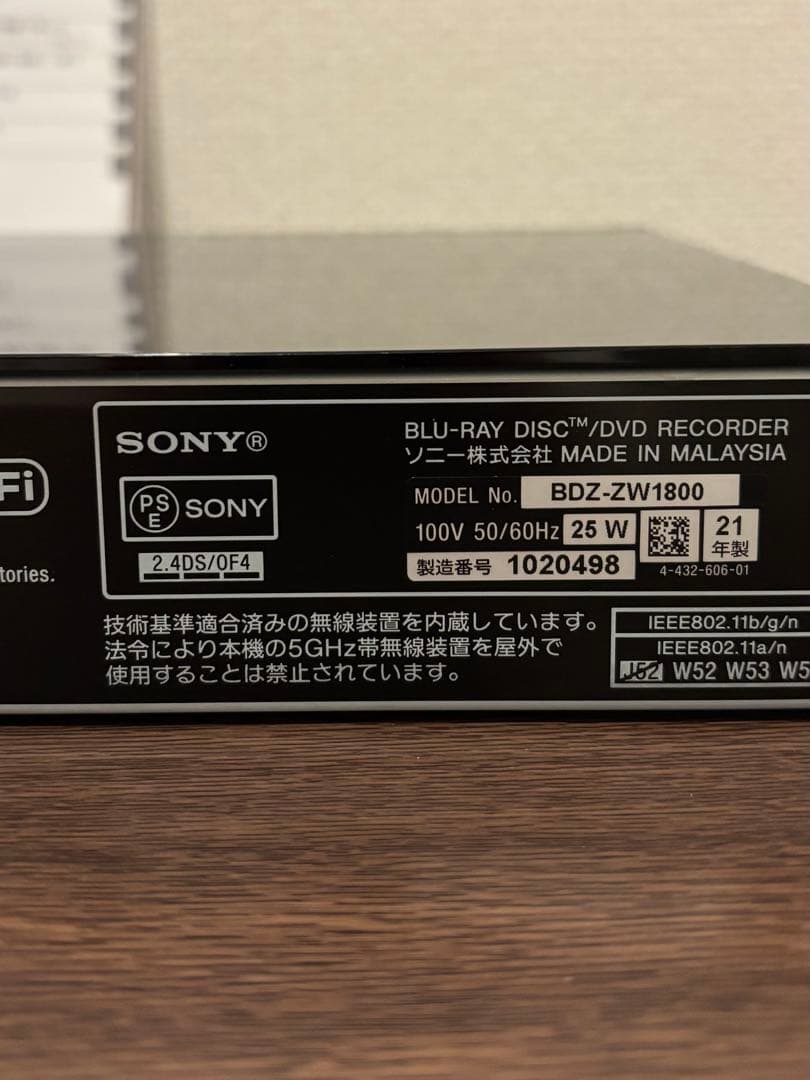 Fi
tories.
SONY®
PSE SONY
2.4DS/OF4
BLU-RAY DISC™/DVD RECORDER
ソニー株式会社 MADE IN MALAYSIA
MODEL No. BDZ-ZW1800
100V 50/60Hz 25 W
21年製
製造番号 1020498
4-432-606-01
技術基準適合済みの無線装置を内蔵しています。
法令により本機の5GHz帯無線装置を屋外で
使用することは禁止されています。
IEEE802.11b/g/n
IEEE802.11a/n
J52 W52 W53 W5